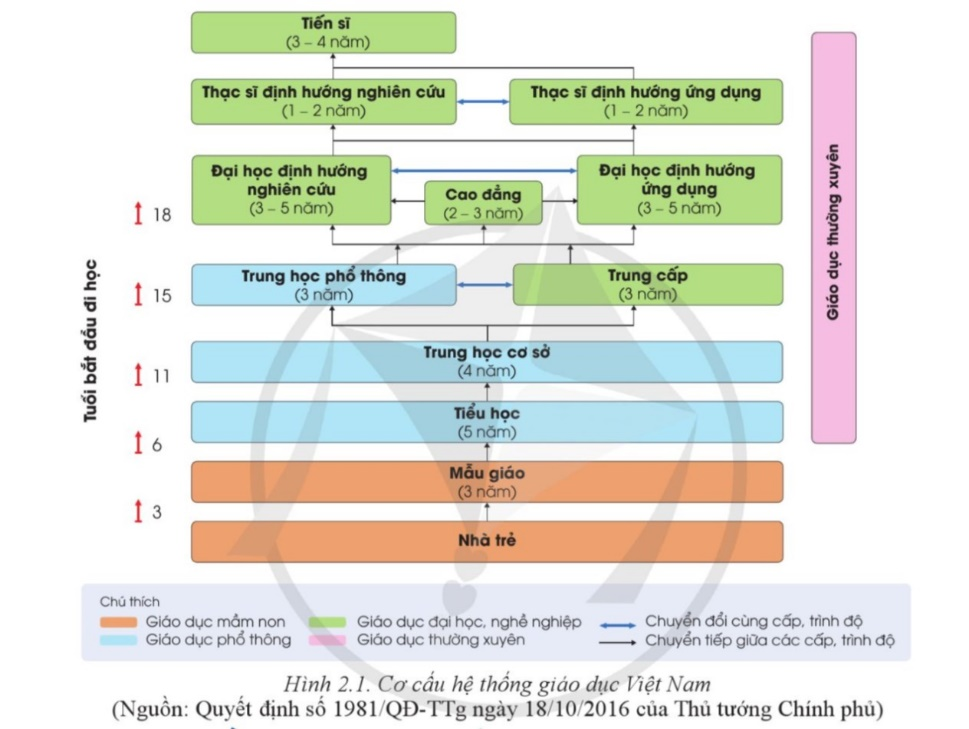 Tiến sĩ
(3 – 4 năm)
Thạc sĩ định hướng nghiên cứu
(1 – 2 năm)
Thạc sĩ định hướng ứng dụng
(1 – 2 năm)
Đại học định hướng
nghiên cứu
(3 – 5 năm)
Cao đẳng
(2 – 3 năm)
Đại học định hướng
ứng dụng
(3 – 5 năm)
18
Trung học phổ thông
(3 năm)
Trung cấp
(3 năm)
15
Trung học cơ sở
(4 năm)
11
Tiểu học
(5 năm)
6
Mẫu giáo
(3 năm)
3
Nhà trẻ
Tuổi bắt đầu đi học
Giáo dục thường xuyên
Chú thích
Giáo dục mầm non
Giáo dục đại học, nghề nghiệp
Chuyển đổi cùng cấp, trình độ
Giáo dục phổ thông
Giáo dục thường xuyên
Chuyển tiếp giữa các cấp, trình độ
Hình 2.1. Cơ cấu hệ thống giáo dục Việt Nam
(Nguồn: Quyết định số 1981/QĐ-TTg ngày 18/10/2016 của Thủ tướng Chính phủ)